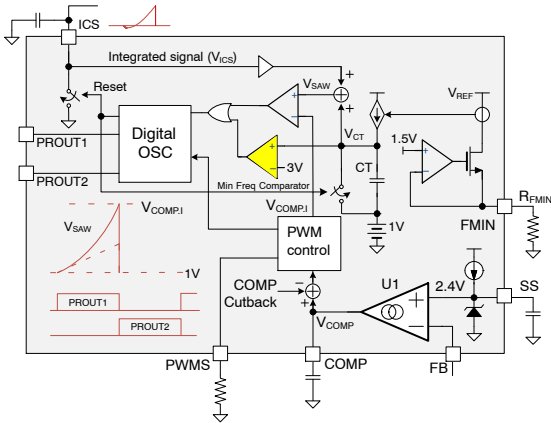 ICS
Integrated signal (VICS)
Reset
VSAW
+
+
+
−
VREF
PROUT1
Digital
OSC
VCT
1.5V
+
−
3V
CT
+
−
PROUT2
Min Freq Comparator
RFMIN
FMIN
VCOMP.I
VCOMP.I
VSAW
1V
PWM
control
1V
PROUT1
PROUT2
COMP
Cutback
−
+
U1
2.4V
SS
VCOMP
+
−
PWMS
COMP
FB